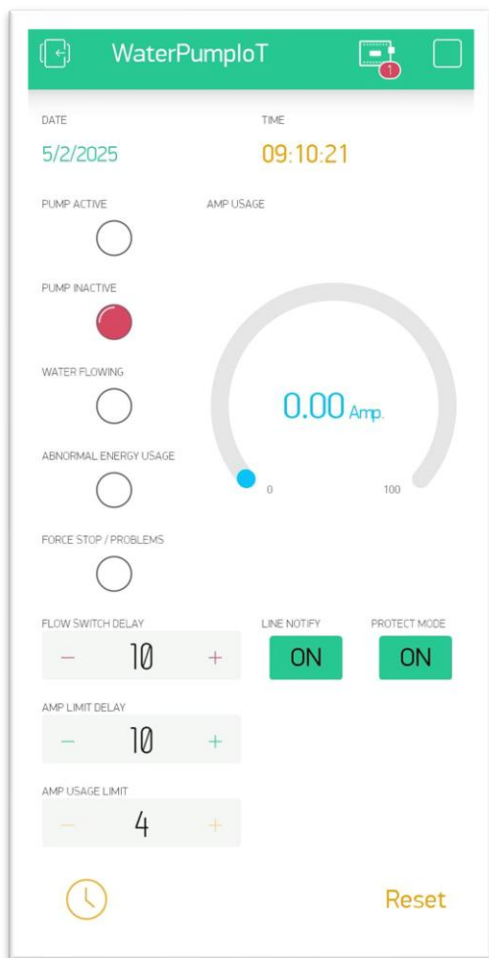 WaterPumpIoT
1
DATE
TIME
5/2/2025
09:10:21
PUMP ACTIVE
AMP USAGE
PUMP INACTIVE
WATER FLOWING
0.00 Amp.
ABNORMAL ENERGY USAGE
0
100
FORCE STOP / PROBLEMS
FLOW SWITCH DELAY
LINE NOTIFY
PROTECT MODE
− 10 +
ON
ON
AMP LIMIT DELAY
− 10 +
AMP USAGE LIMIT
− 4 +
Reset